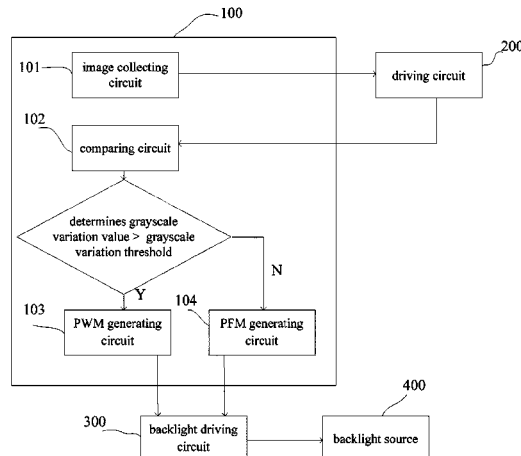 100
101
image collecting
circuit
driving circuit
200
102
comparing circuit
determines grayscale
variation value > grayscale
variation threshold
N
Y
103
PWM generating
circuit
104
PFM generating
circuit
300
backlight driving
circuit
400
backlight source